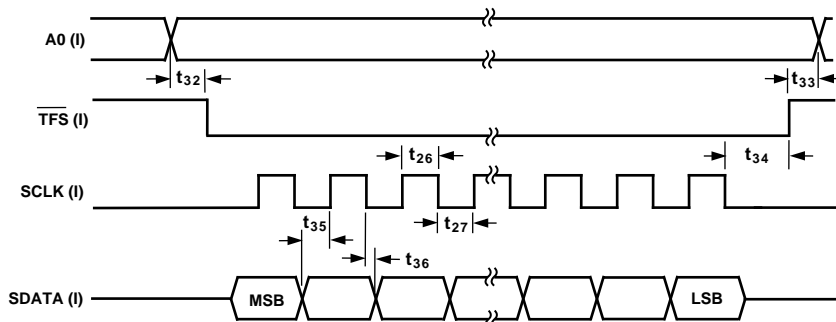 A0 (I)
t32
t33
TFS (I)
t26
t34
SCLK (I)
t35
t27
t36
SDATA (I)
MSB
LSB